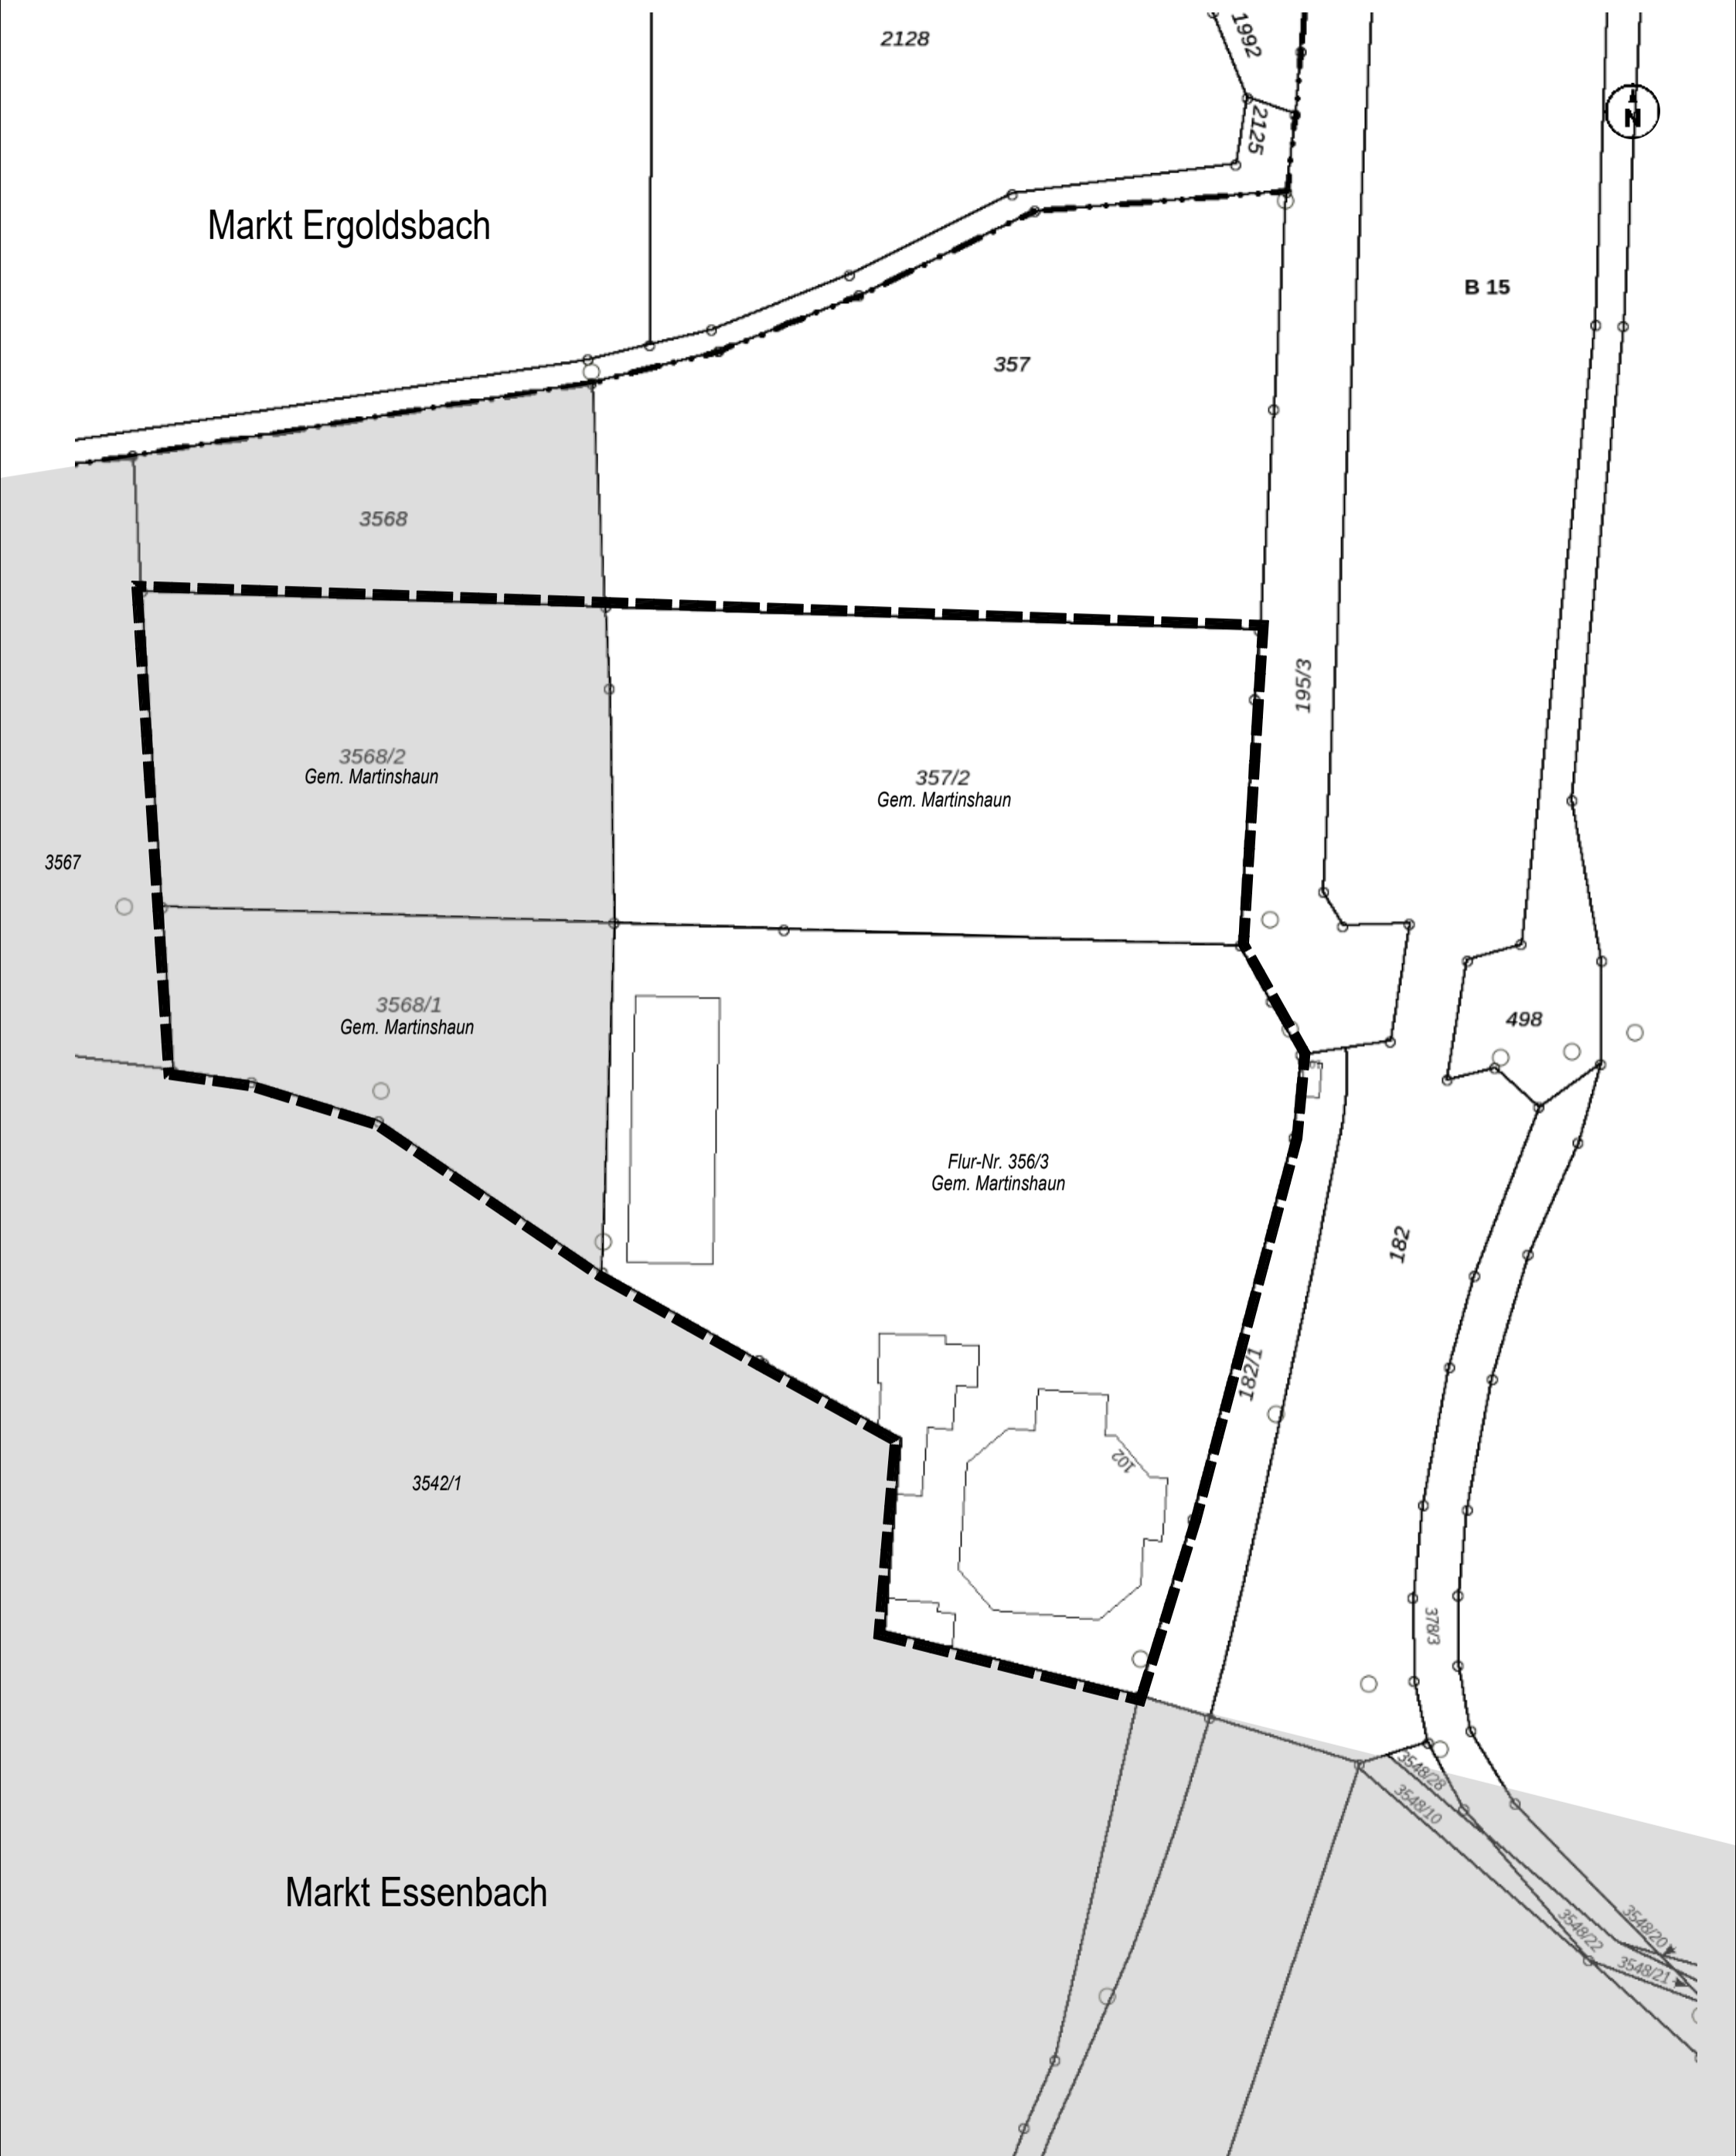 2128
1992
2125
N
Markt Ergoldsbach
B 15
357
3568
195/3
3568/2
Gem. Martinshaun
357/2
Gem. Martinshaun
3567
3568/1
Gem. Martinshaun
498
Flur-Nr. 356/3
Gem. Martinshaun
182
182/1
102
3542/1
378/3
3548/28
3548/10
Markt Essenbach
3548/20
3548/22
3548/21